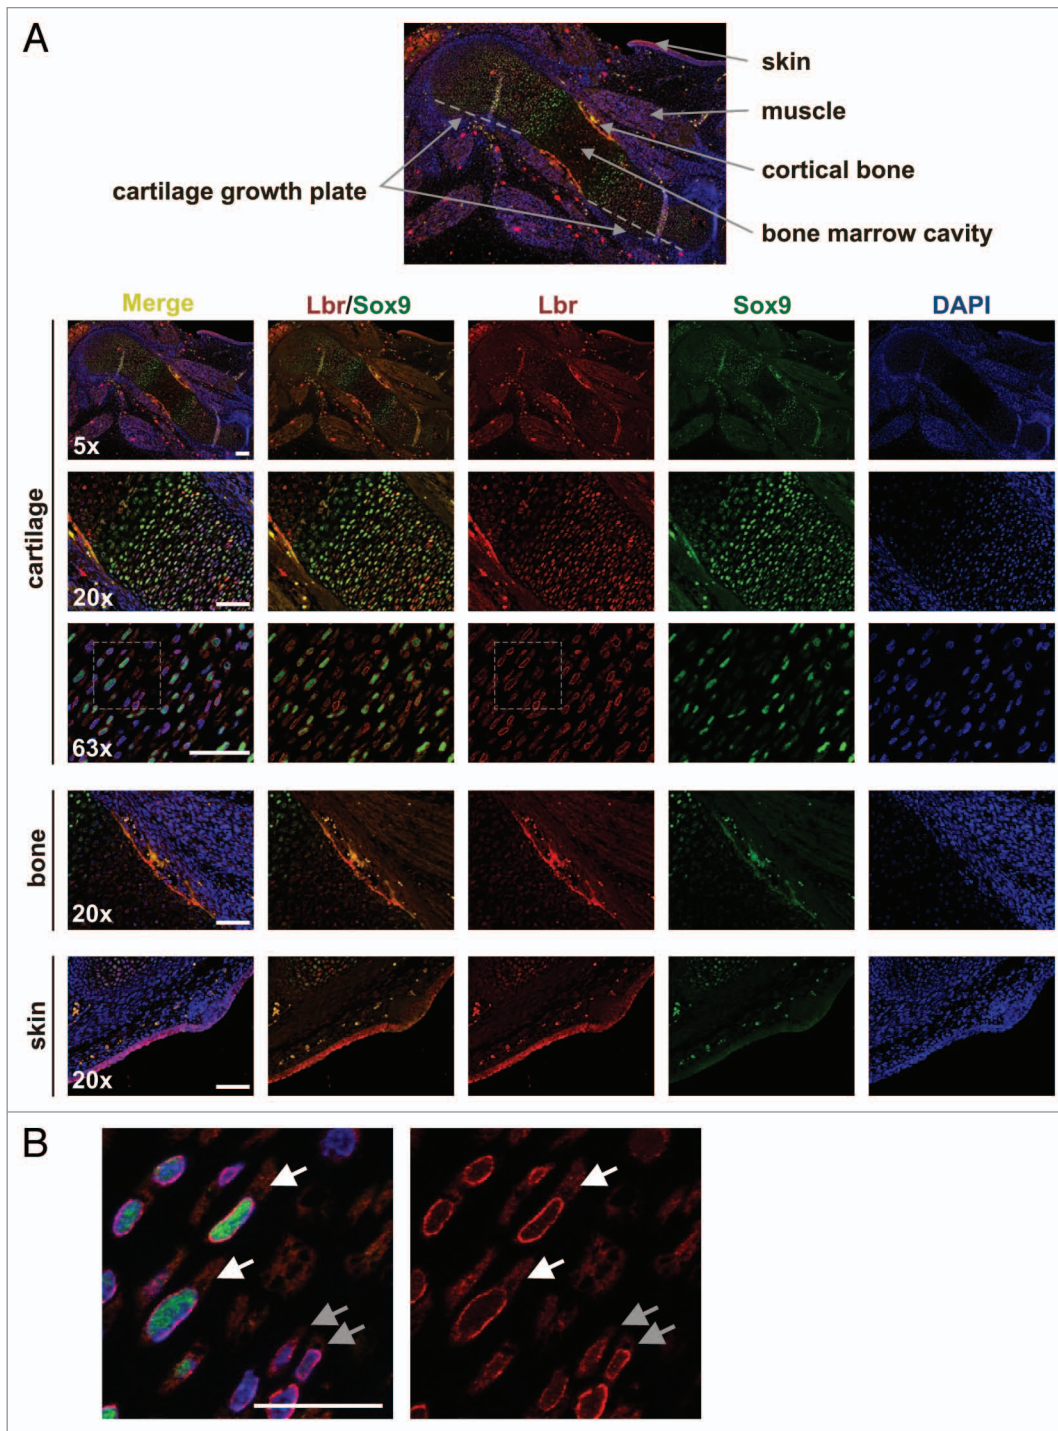 A
skin
muscle
cortical bone
bone marrow cavity
cartilage growth plate
Merge Lbr/Sox9 Lbr Sox9 DAPI
cartilage
5x
20x
63x
bone
20x
skin
20x
B